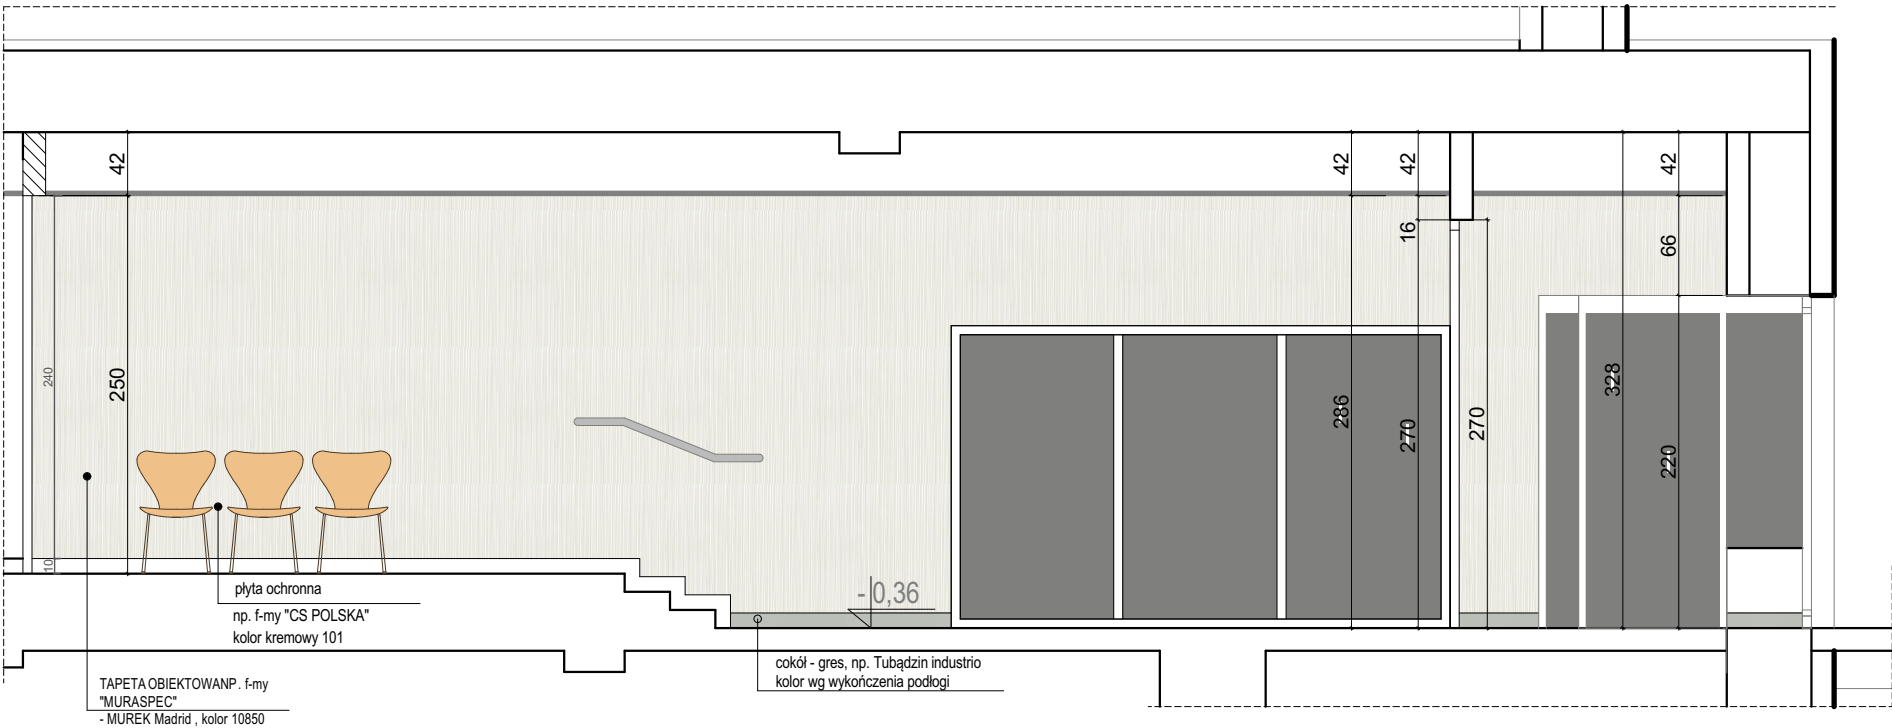 42
42
42
42
16
66
240
250
286
270
270
328
220
10
- 0,36
płyta ochronna
np. f-my "CS POLSKA"
kolor kremowy 101
cokół - gres, np. Tubądzin industrio
kolor wg wykończenia podłogi
TAPETA OBIEKTOWANP. f-my
"MURASPEC"
- MUREK Madrid , kolor 10850